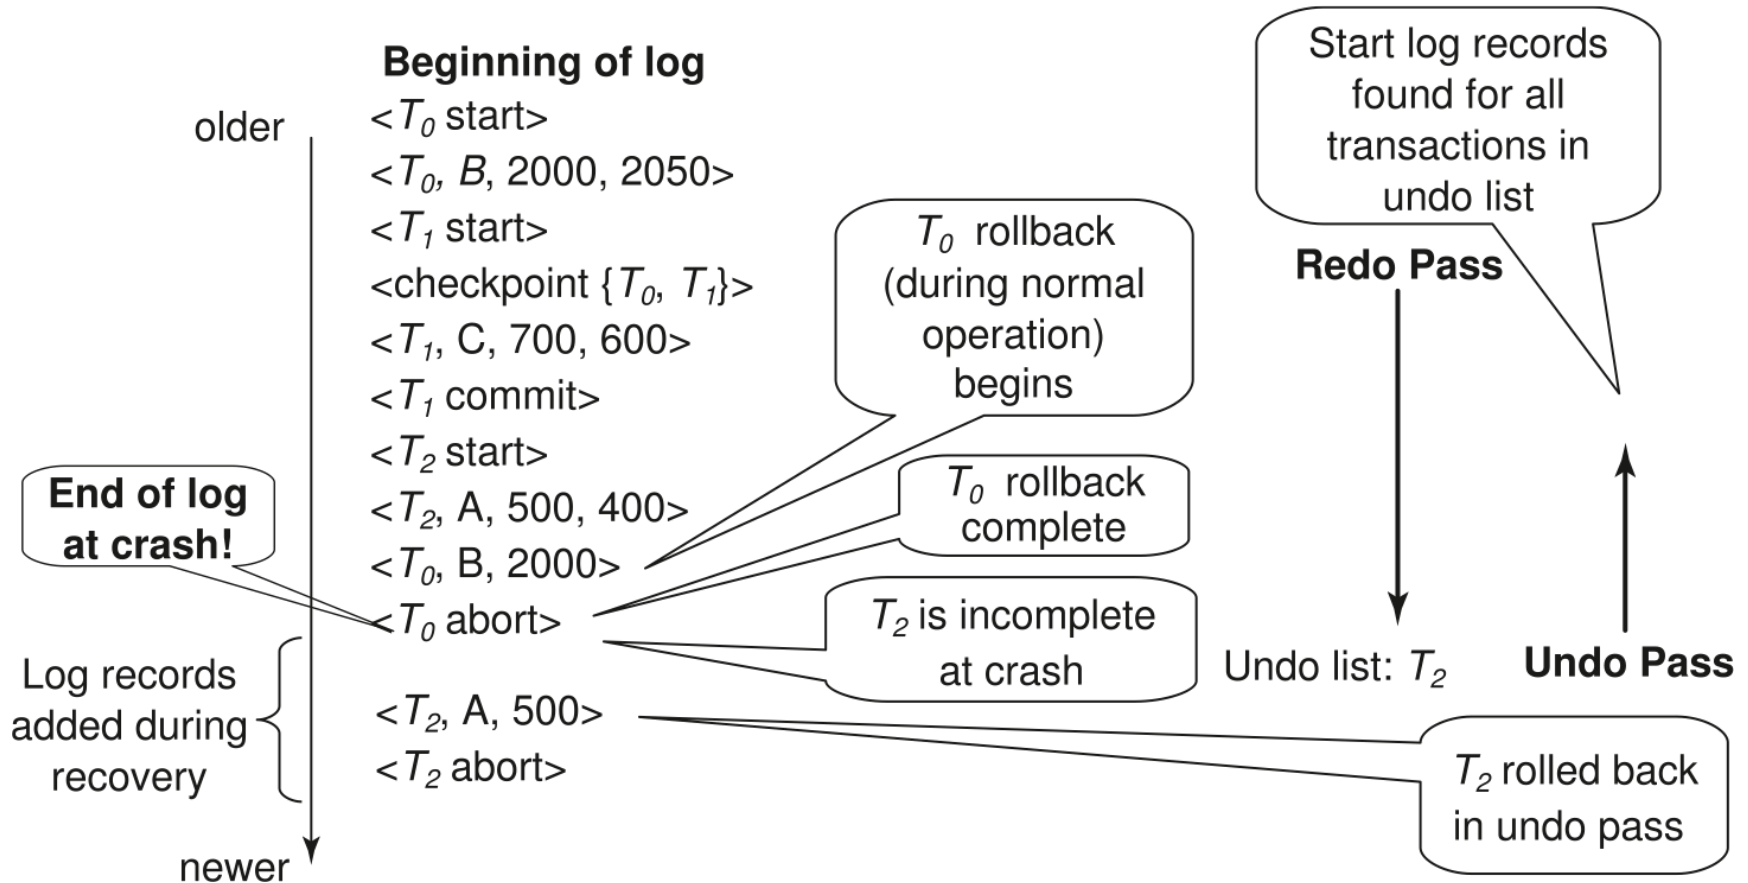 Beginning of log
older
<T0 start>
<T0, B, 2000, 2050>
<T1 start>
<checkpoint {T0, T1}>
<T1, C, 700, 600>
<T1 commit>
<T2 start>
<T2, A, 500, 400>
<T0, B, 2000>
<T0 abort>
<T2, A, 500>
<T2 abort>
newer
End of log
at crash!
Log records
added during
recovery
T0 rollback
(during normal
operation)
begins
T0 rollback
complete
T2 is incomplete
at crash
Start log records
found for all
transactions in
undo list
Redo Pass
Undo list: T2
Undo Pass
T2 rolled back
in undo pass